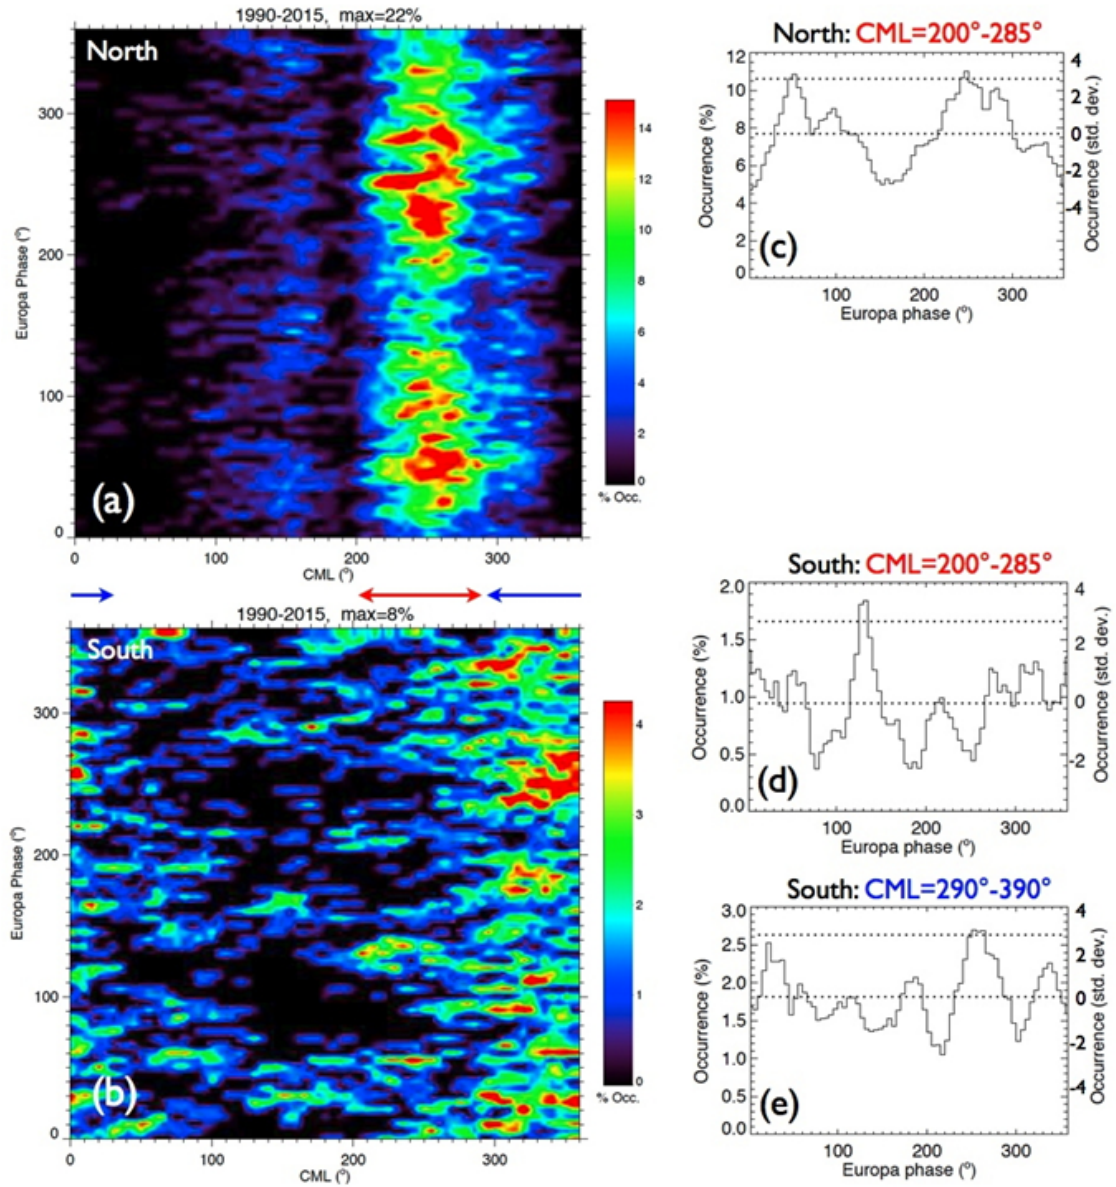 1990-2015, max=22%
North
300
200
100
0
Europa Phase (°)
(a)
0 100 200 300
CML (°)
14
12
10
8
6
4
2
0
% Occ.
North: CML=200°-285°
12
10
8
6
4
2
0
Occurrence (%)
4
2
0
-2
-4
Occurrence (std. dev.)
(c)
100 200 300
Europa phase (°)
1990-2015, max=8%
South
300
200
100
0
Europa Phase (°)
(b)
0 100 200 300
CML (°)
4
3
2
1
0
% Occ.
South: CML=200°-285°
2.0
1.5
1.0
0.5
0.0
Occurrence (%)
4
2
0
-2
Occurrence (std. dev.)
(d)
100 200 300
Europa phase (°)
South: CML=290°-390°
3.0
2.5
2.0
1.5
1.0
0.5
0.0
Occurrence (%)
4
2
0
-2
-4
Occurrence (std. dev.)
(e)
100 200 300
Europa phase (°)